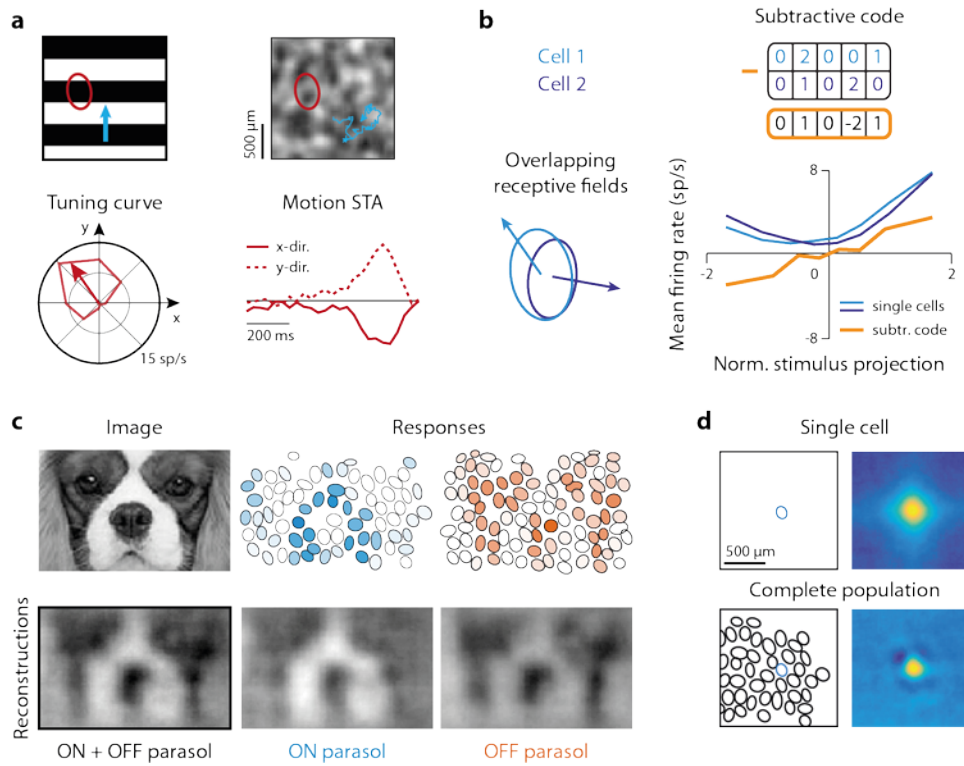 a
500 µm
Tuning curve
y
x
15 sp/s
Motion STA
x-dir.
y-dir.
200 ms
b
Cell 1
Cell 2
Overlapping
receptive fields
Subtractive code
0 2 0 0 1
– 0 1 0 2 0
0 1 0 -2 1
Mean firing rate (sp/s)
8
-2
0
2
-8
single cells
subtr. code
Norm. stimulus projection
c
Image
Responses
Reconstructions
ON + OFF parasol
ON parasol
OFF parasol
d
Single cell
500 µm
Complete population